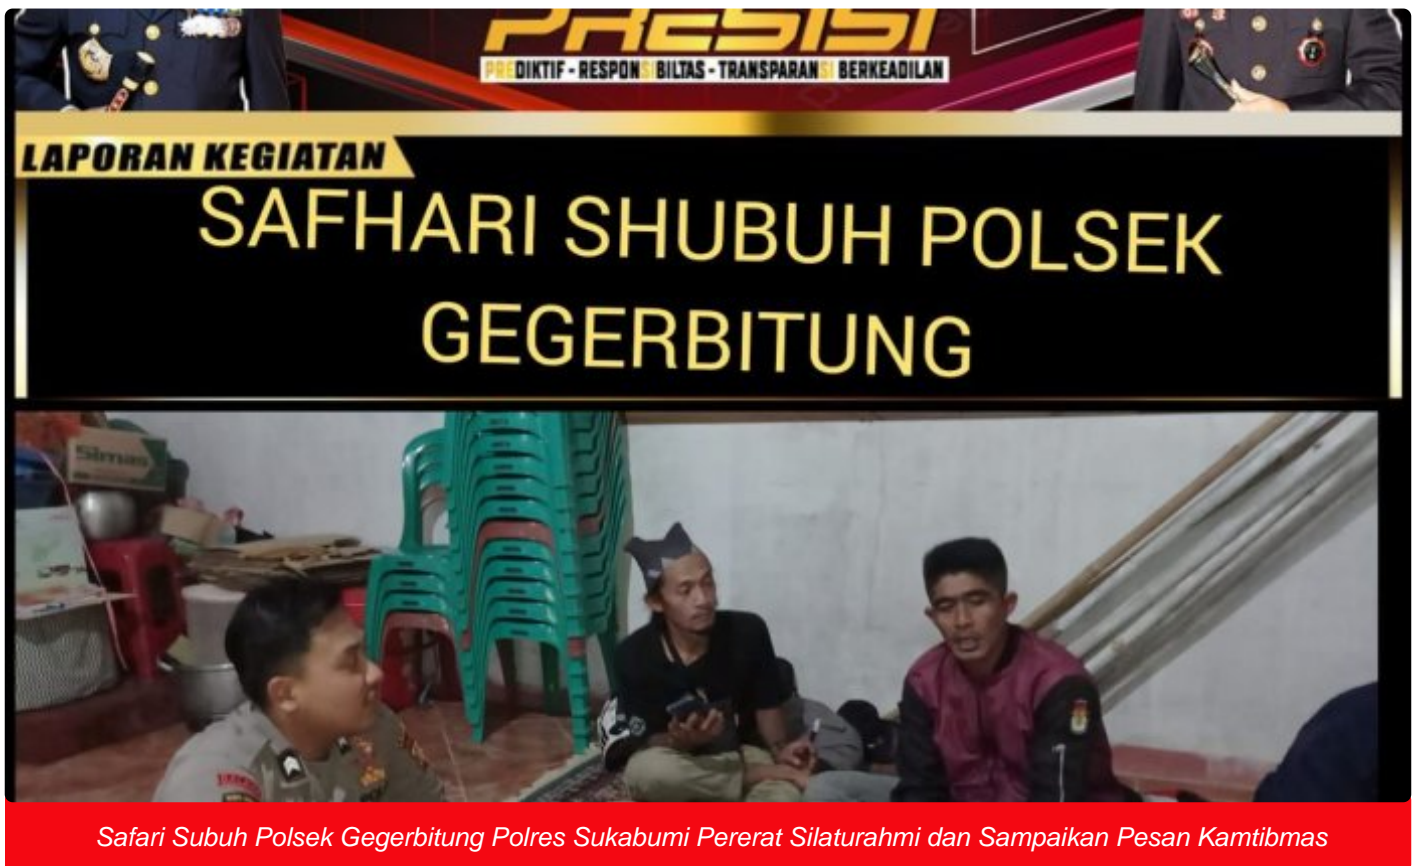 PRESISI
PREDIKTIF - RESPONSIBILTAS - TRANSPARANSI BERKEADILAN
LAPORAN KEGIATAN
SAFHARI SHUBUH POLSEK
GEGERBITUNG
Simas
Safari Subuh Polsek Gegerbitung Polres Sukabumi Pererat Silaturahmi dan Sampaikan Pesan Kamtibmas